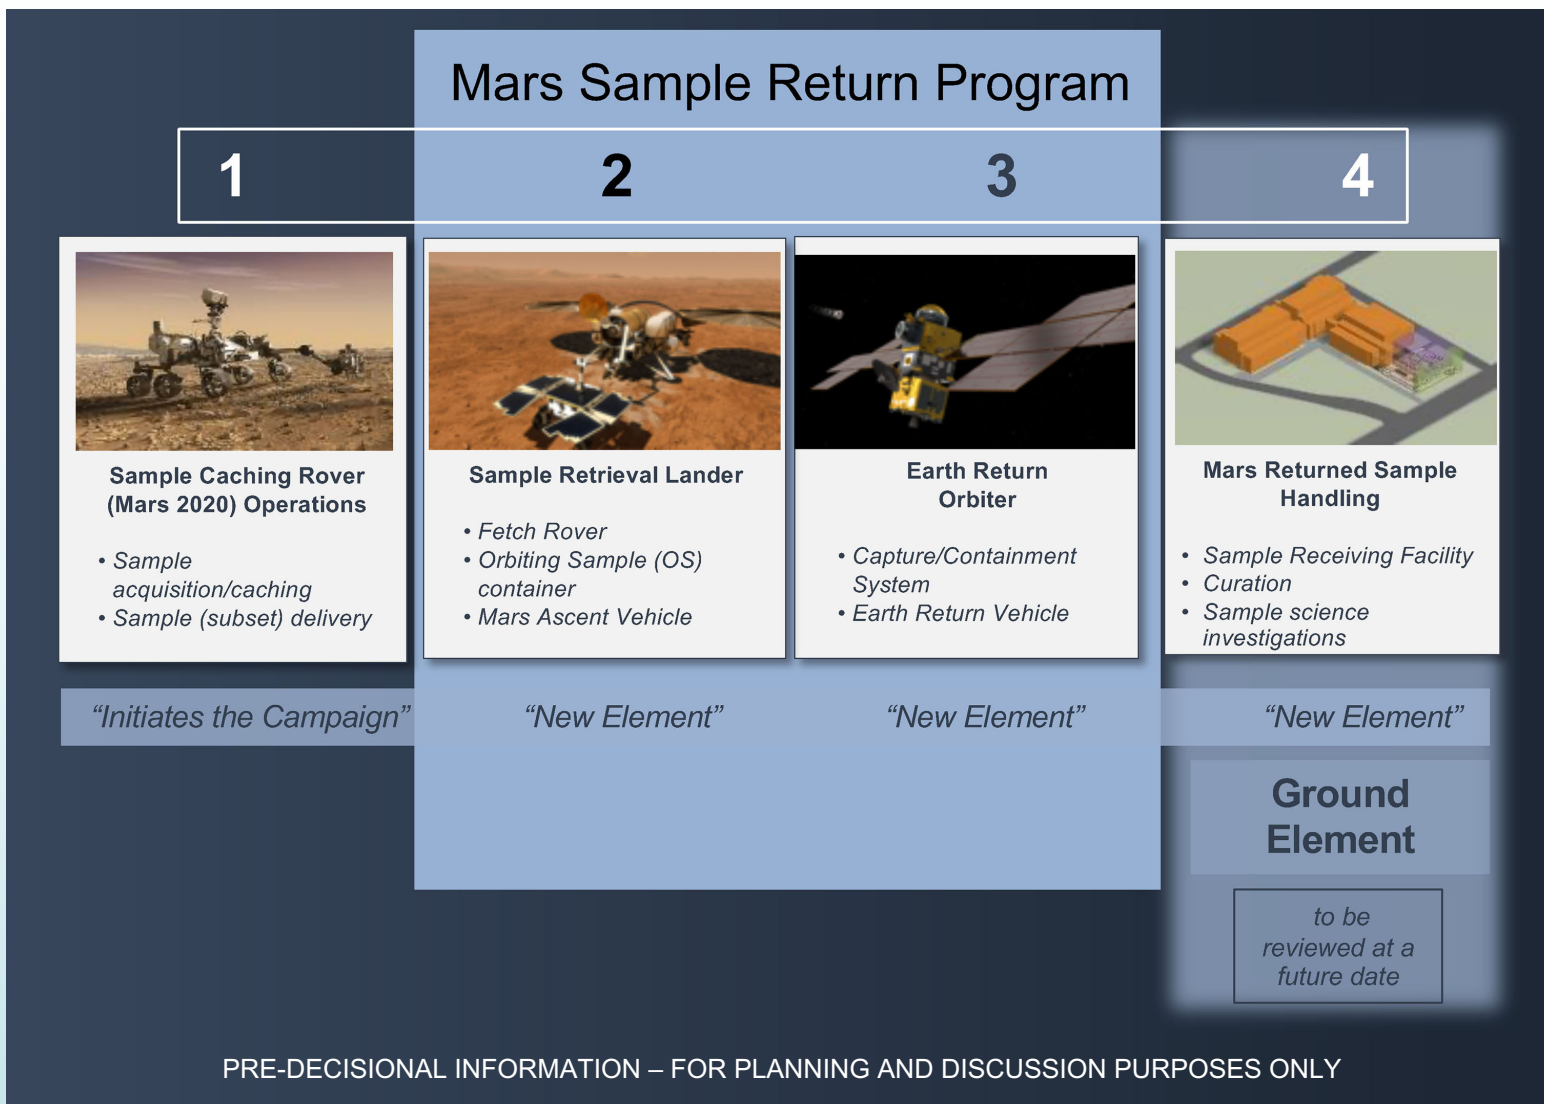 Mars Sample Return Program
1
2
3
4
Sample Caching Rover
(Mars 2020) Operations
• Sample
acquisition/caching
• Sample (subset) delivery
Sample Retrieval Lander
• Fetch Rover
• Orbiting Sample (OS)
container
• Mars Ascent Vehicle
Earth Return
Orbiter
• Capture/Containment
System
• Earth Return Vehicle
Mars Returned Sample
Handling
• Sample Receiving Facility
• Curation
• Sample science
investigations
“Initiates the Campaign”
“New Element”
“New Element”
“New Element”
Ground
Element
to be
reviewed at a
future date
PRE-DECISIONAL INFORMATION – FOR PLANNING AND DISCUSSION PURPOSES ONLY